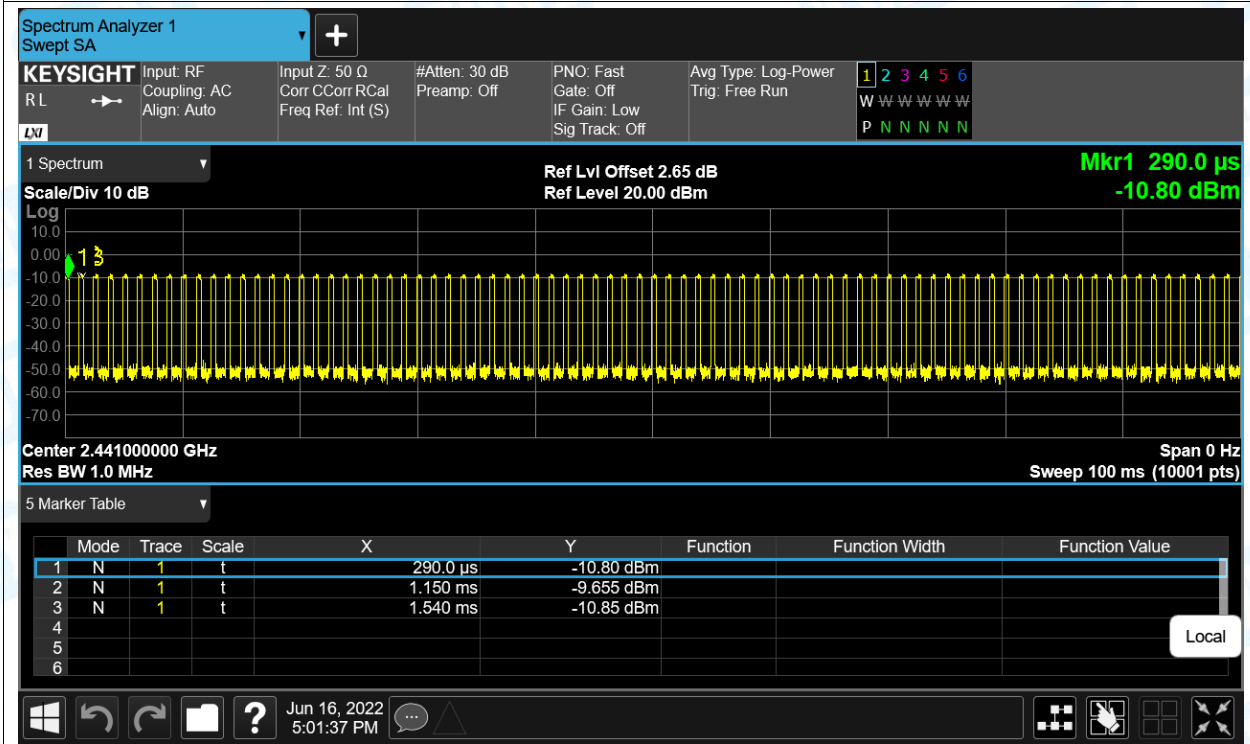 Spectrum Analyzer 1
Swept SA
KEYSIGHT Input: RF Input Z: 50 Ω #Atten: 30 dB PNO: Fast Avg Type: Log-Power 1 2 3 4 5 6
R L Coupling: AC Corr CCorr RCal Preamp: Off Gate: Off Trig: Free Run W W W W W W
Align: Auto Freq Ref: Int (S) IF Gain: Low
LXI Sig Track: Off P N N N N N
1 Spectrum Ref Lvl Offset 2.65 dB Mkr1 290.0 µs
Scale/Div 10 dB Ref Level 20.00 dBm -10.80 dBm
Log
10.0
0.00 1 3
-10.0
-20.0
-30.0
-40.0
-50.0
-60.0
-70.0
Center 2.441000000 GHz Span 0 Hz
Res BW 1.0 MHz Sweep 100 ms (10001 pts)
5 Marker Table
Mode Trace Scale X Y Function Function Width Function Value
1 N 1 t 290.0 µs -10.80 dBm
2 N 1 t 1.150 ms -9.655 dBm
3 N 1 t 1.540 ms -10.85 dBm
4
5
6
Local
? Jun 16, 2022
5:01:37 PM